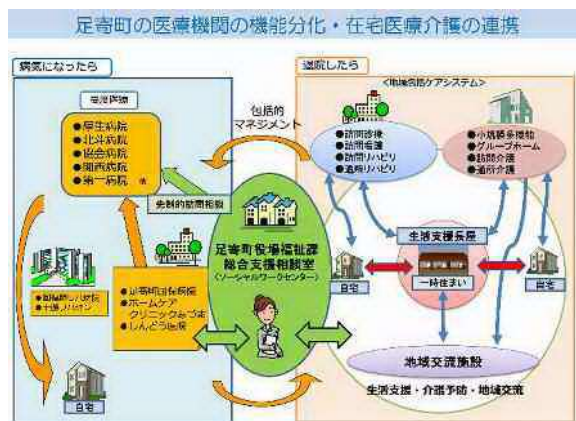 足寄町の医療機関の機能分化・在宅医療介護の連携
病気になったら
退院したら
<地域包括ケアシステム>
高度医療
●厚生病院
●北斗病院
●協会病院
●関西病院
●第一病院
包括的
マネジメント
●訪問診療
●訪問看護
●訪問リハビリ
●通所リハビリ
●小規模多機能
●グループホーム
●訪問介護
●通所介護
先制的訪問相談
足寄町役場福祉課
総合支援相談室
(ソーシャルワークセンター)
生活支援長屋
自宅
一時住まい
自宅
●足寄町国保病院
●ホームケア
クリニックあづま
●しんどう医院
自宅
地域交流施設
生活支援・介護予防・地域交流